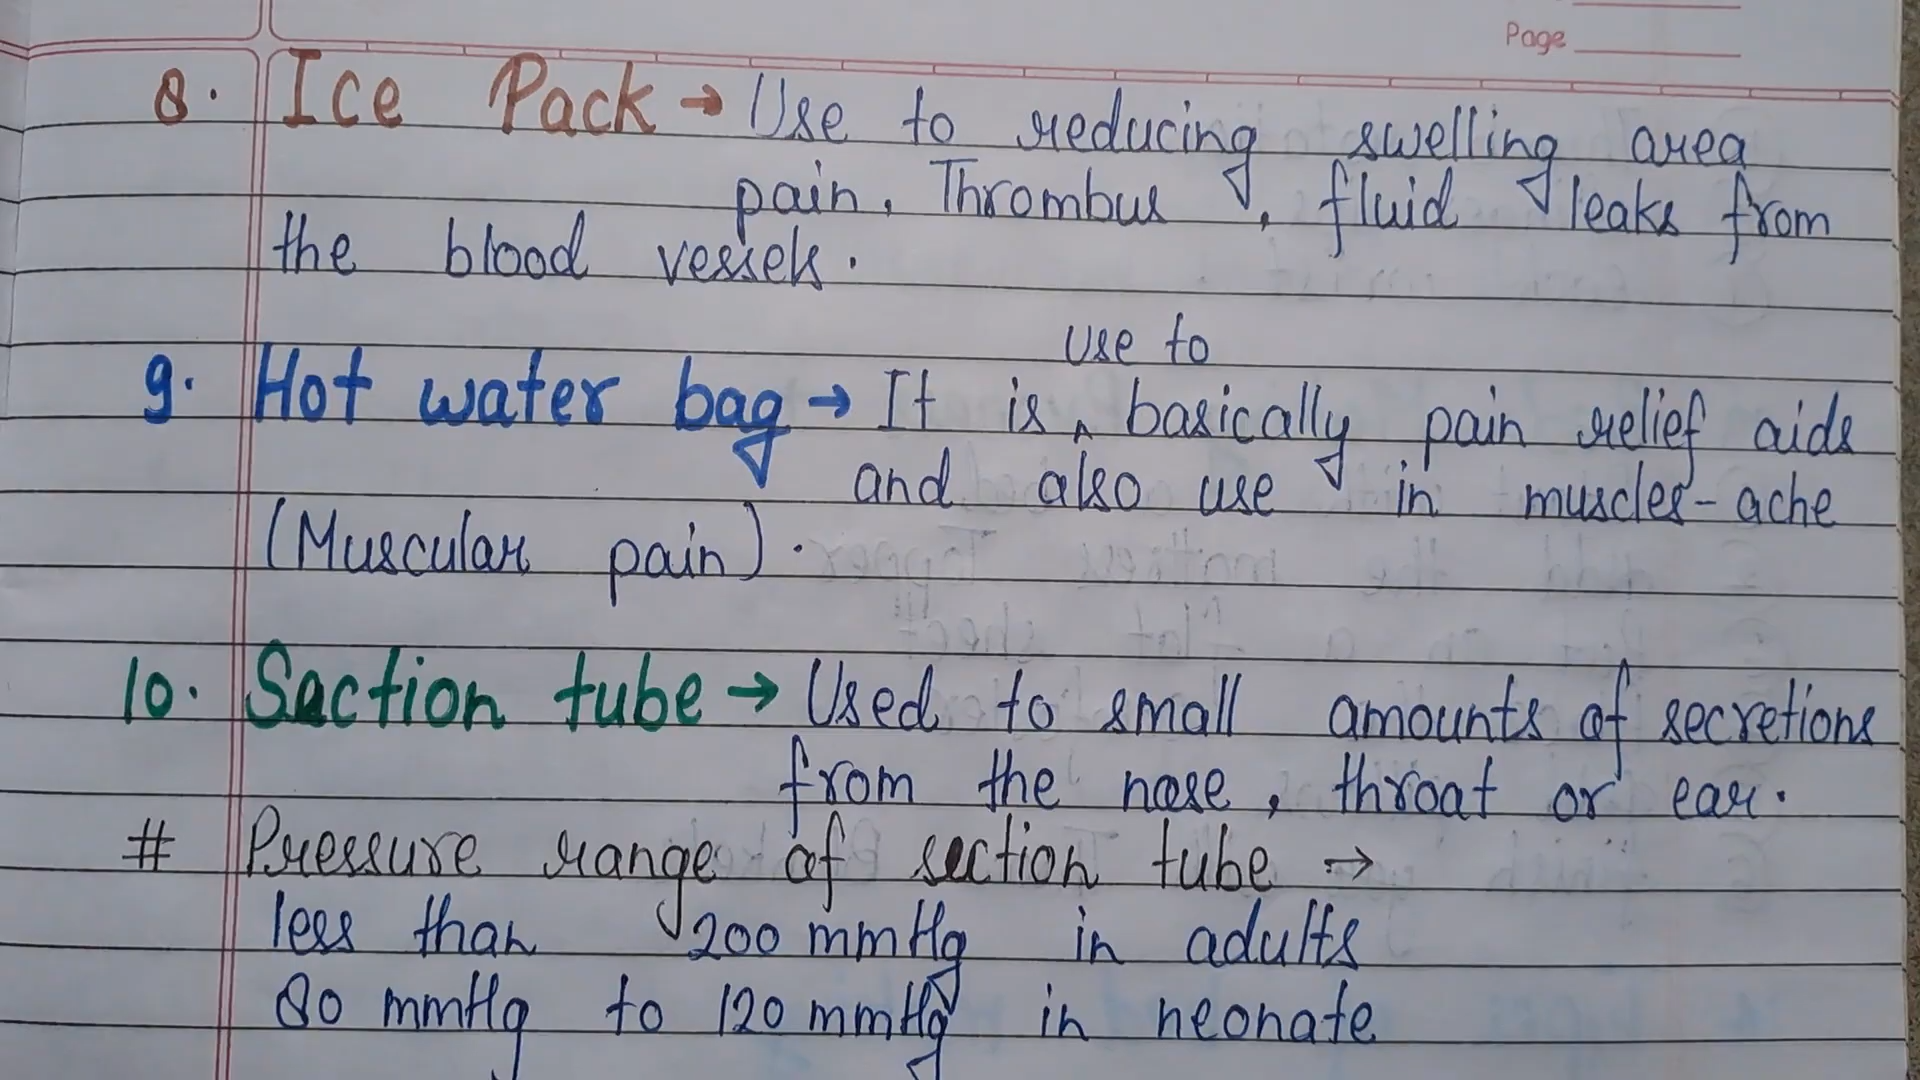 Page
8. Ice Pack → Use to reducing swelling area
pain, Thrombus, fluid leaks from
the blood vessels.
use to
9. Hot water bag → It is ^ basically pain relief aids
and also use in muscles-ache
(Muscular pain).
10. Suction tube → Used to small amounts of secretions
from the nose, throat or ear.
# Pressure range of section tube →
less than 200 mmHg in adults
80 mmHg to 120 mmHg in neonate